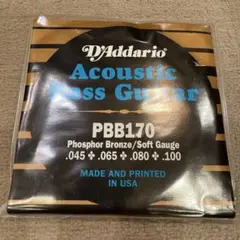 D'Addario
Acoustic
Bass Guitar
PBB170
Phosphor Bronze/Soft Gauge
.045 ✤ .065 ✤ .080 ✤ .100
MADE AND PRINTED
IN USA